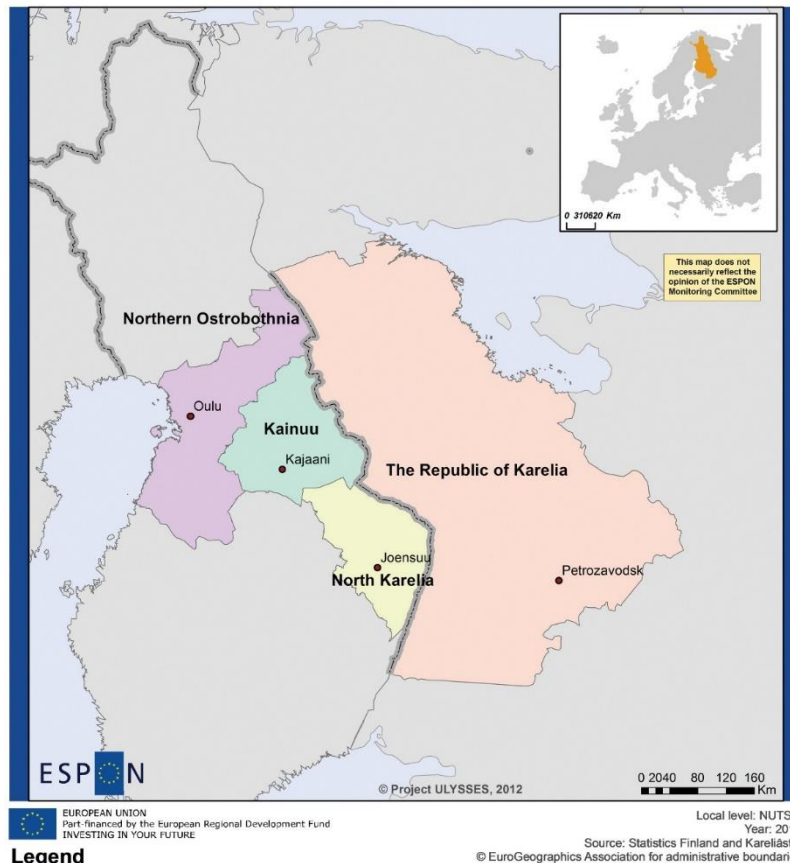 0 310620 Km
This map does not
necessarily reflect the
opinion of the ESPON
Monitoring Committee
Northern Ostrobothnia
Oulu
Kainuu
Kajaani
The Republic of Karelia
Joensuu
North Karelia
Petrozavodsk
ESPON
© Project ULYSSES, 2012
0 2040 80 120 160
Km
EUROPEAN UNION
Part-financed by the European Regional Development Fund
INVESTING IN YOUR FUTURE
Local level: NUTS
Year: 20
Source: Statistics Finland and
© EuroGeographics Association for administrative
Legend